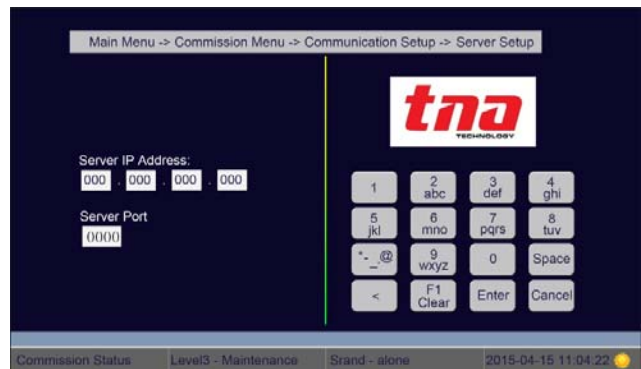 Main Menu -> Commission Menu -> Communication Setup -> Server Setup
tna
TECHNOLOGY
Server IP Address:
000 . 000 . 000 . 000
Server Port
0000
1
2
abc
3
def
4
ghi
5
jkl
6
mno
7
pqrs
8
tuv
*-_,@
9
wxyz
0
Space
<
F1
Clear
Enter
Cancel
Commission Status Level3 - Maintenance Srand - alone 2015-04-15 11:04:22